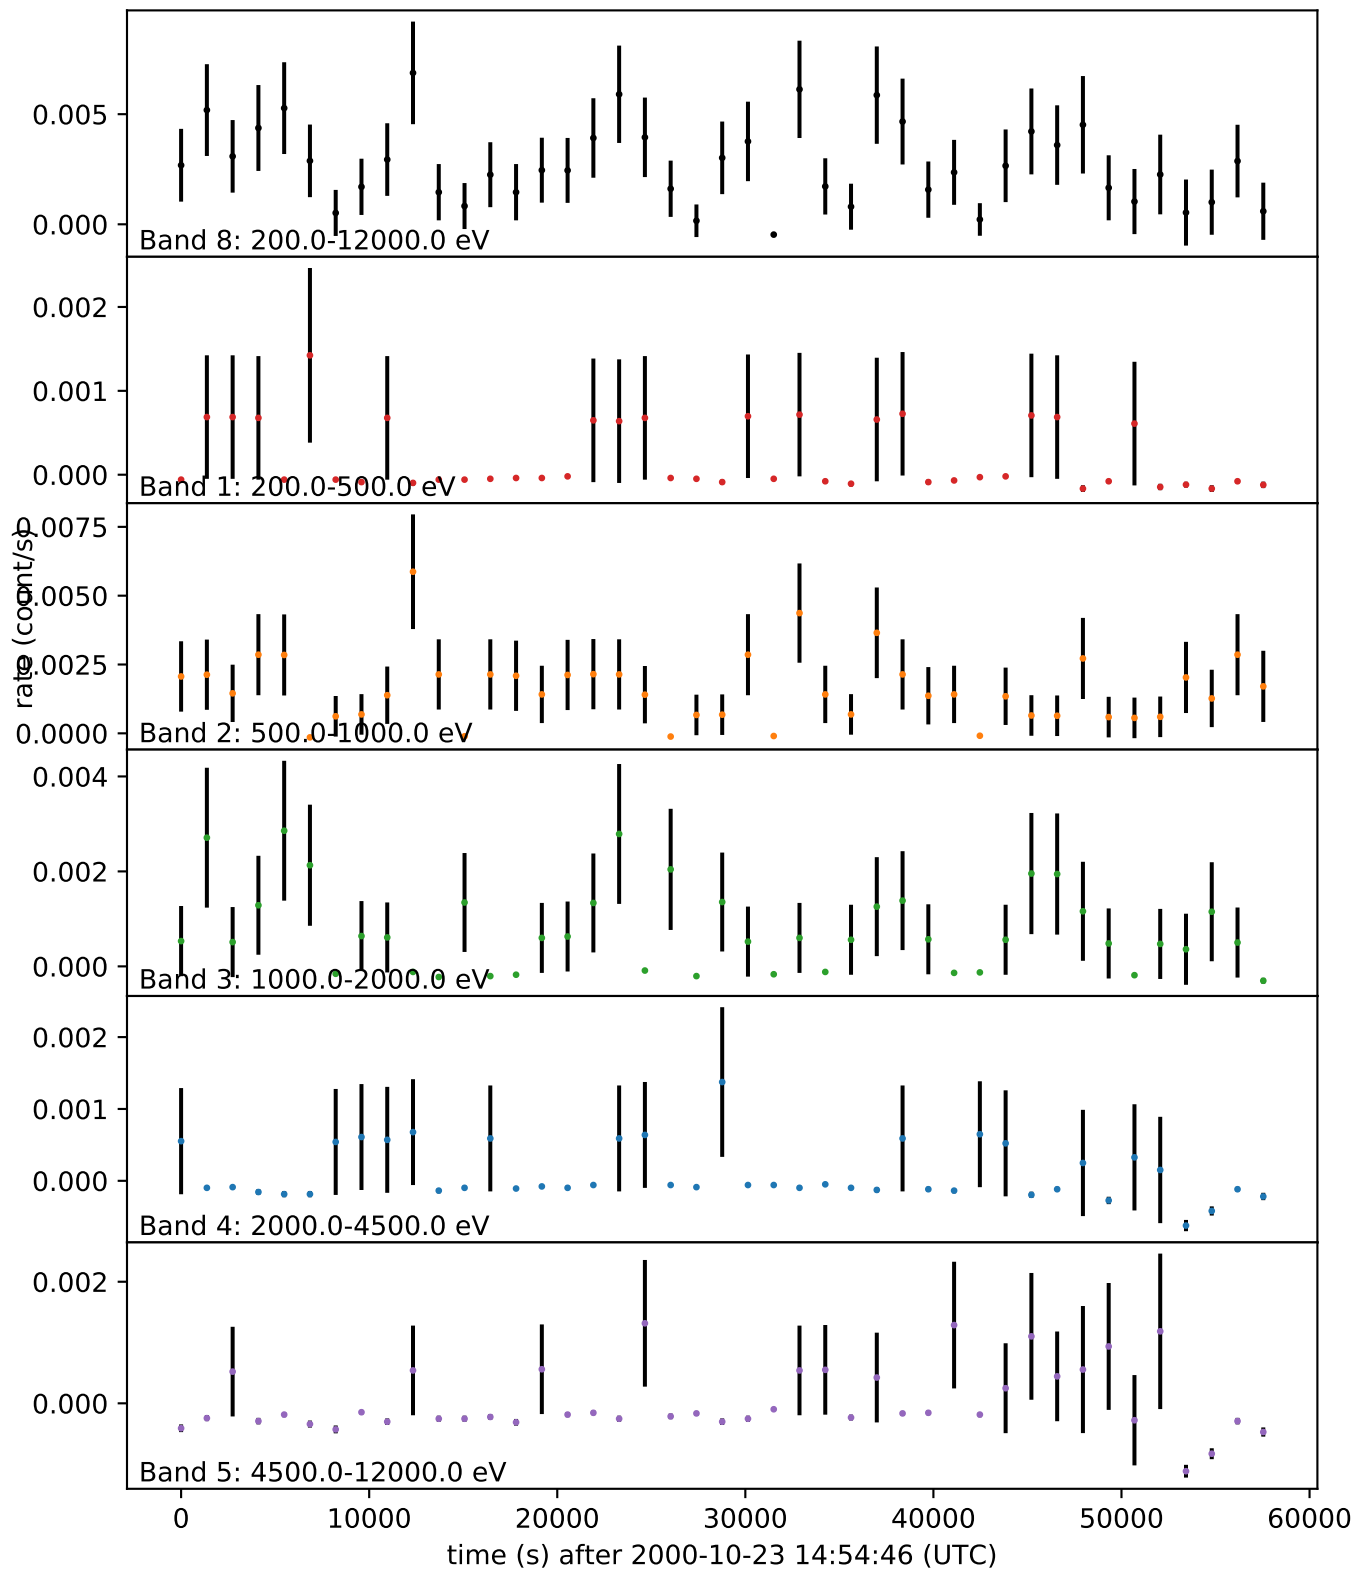 0.005
0.000
Band 8: 200.0-12000.0 eV
0.002
0.001
0.000
Band 1: 200.0-500.0 eV
rate (count/s)
0.0075
0.0050
0.0025
0.0000
Band 2: 500.0-1000.0 eV
0.004
0.002
0.000
Band 3: 1000.0-2000.0 eV
0.002
0.001
0.000
Band 4: 2000.0-4500.0 eV
0.002
0.000
Band 5: 4500.0-12000.0 eV
0 10000 20000 30000 40000 50000 60000
time (s) after 2000-10-23 14:54:46 (UTC)